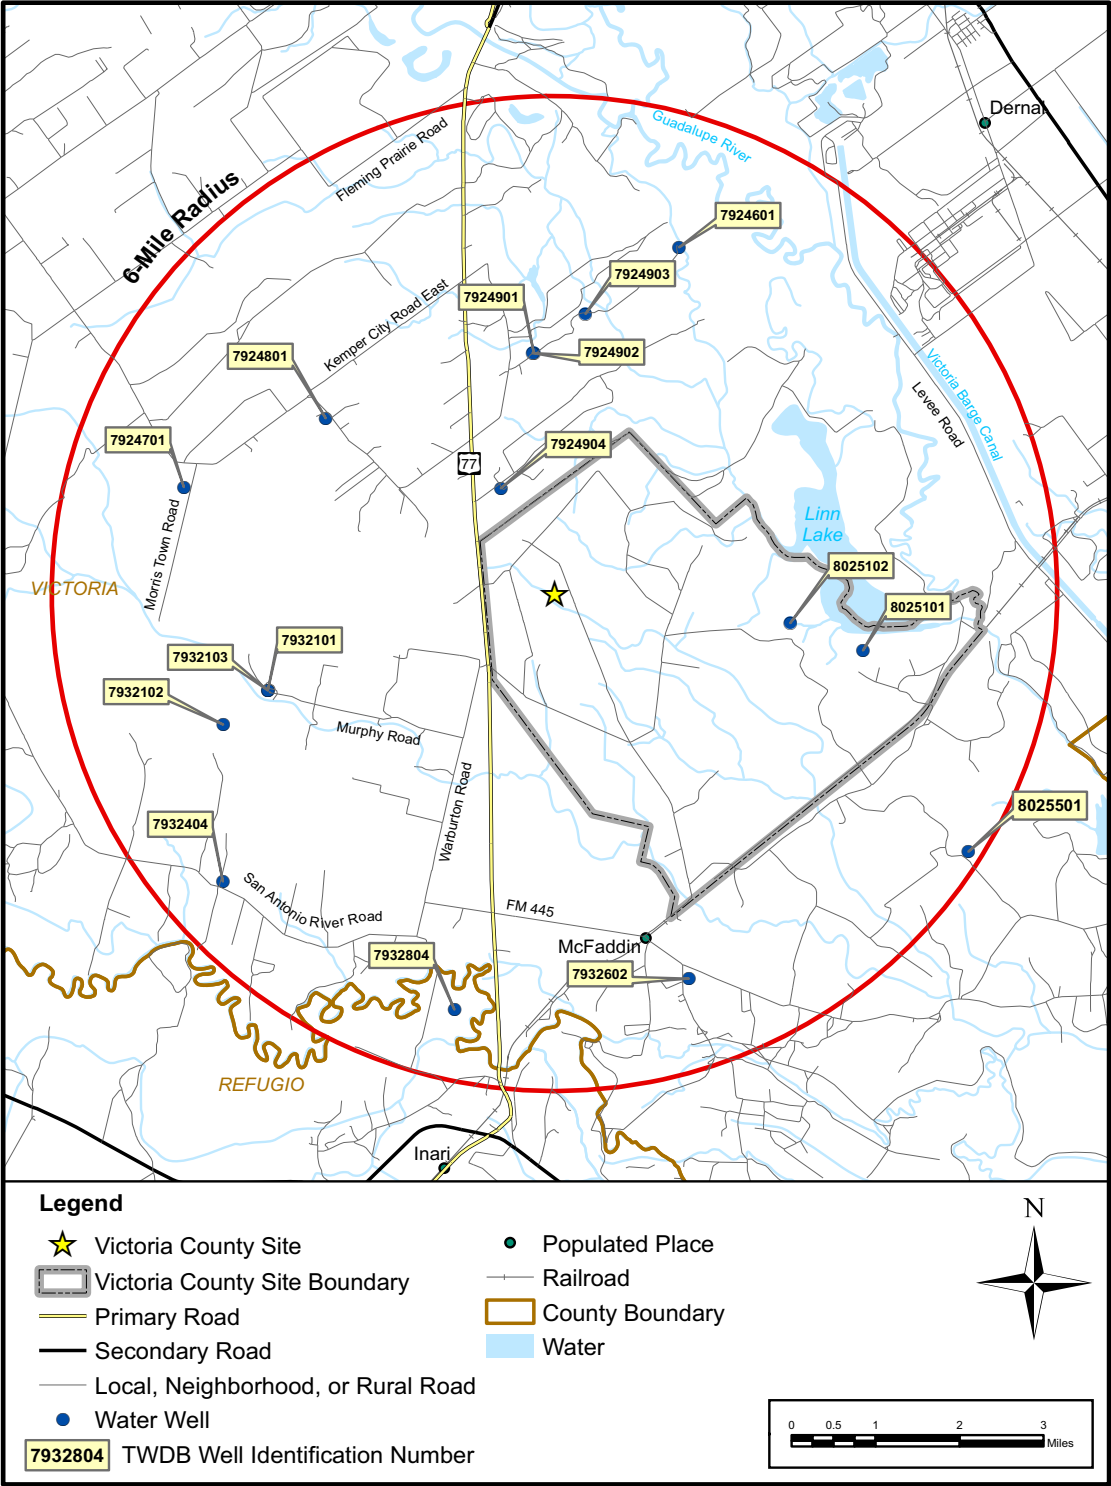 Dernal
Guadalupe River
Fleming Prairie Road
6-Mile Radius
7924601
7924903
7924901
Kemper City Road East
7924902
7924801
Victoria Barge Canal
Levee Road
7924701
7924904
77
Morris Town Road
Linn
Lake
8025102
VICTORIA
8025101
7932101
7932103
7932102
Murphy Road
Warburton Road
8025501
7932404
San Antonio River Road
FM 445
McFaddin
7932804
7932602
REFUGIO
Inari
Legend
Victoria County Site
Victoria County Site Boundary
Primary Road
Secondary Road
Local, Neighborhood, or Rural Road
Water Well
7932804 TWDB Well Identification Number
Populated Place
Railroad
County Boundary
Water
N
0 0.5 1 2 3
Miles